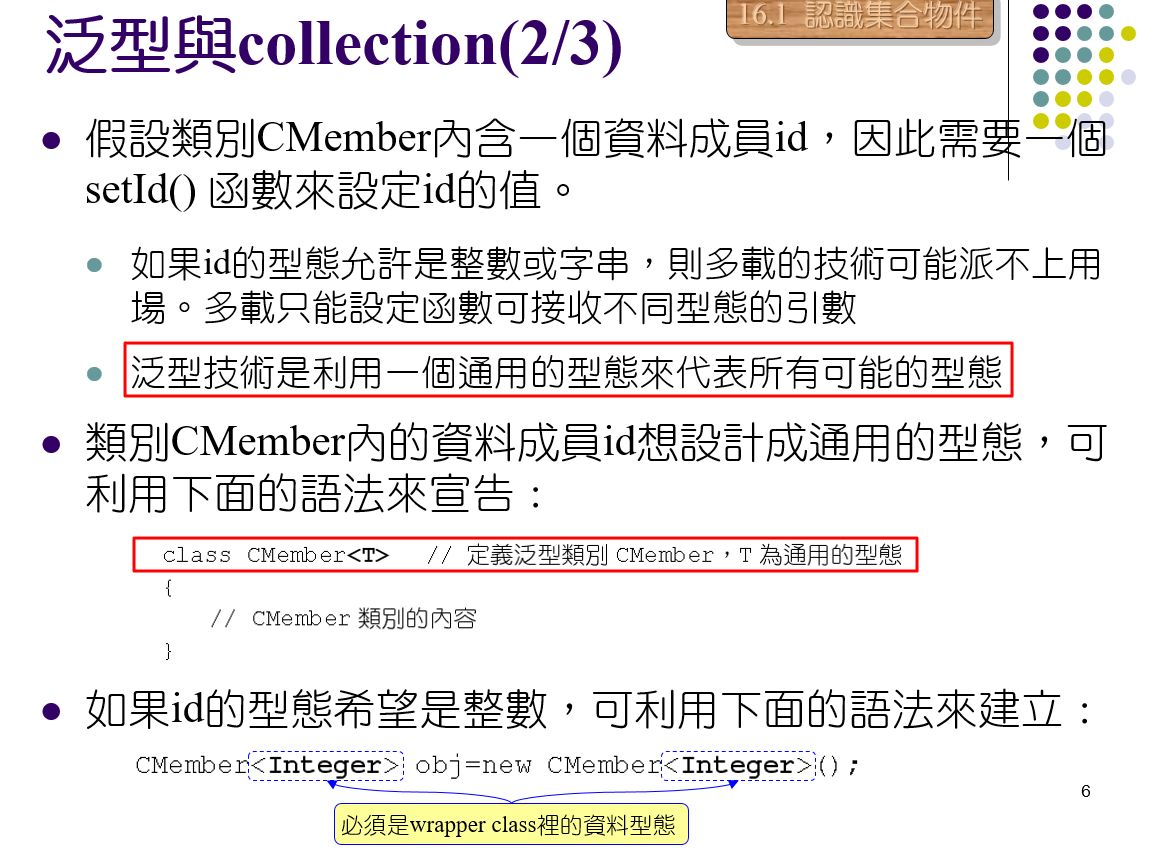 16.1 認識集合物件
泛型與collection(2/3)
假設類別CMember內含一個資料成員id，因此需要一個
setId() 函數來設定id的值。
如果id的型態允許是整數或字串，則多載的技術可能派不上用
場。多載只能設定函數可接收不同型態的引數
泛型技術是利用一個通用的型態來代表所有可能的型態
類別CMember內的資料成員id想設計成通用的型態，可
利用下面的語法來宣告：
class CMember<T> // 定義泛型類別 CMember，T 為通用的型態
{
// CMember 類別的內容
}
如果id的型態希望是整數，可利用下面的語法來建立：
CMember<Integer> obj=new CMember<Integer>();
必須是wrapper class裡的資料型態
6